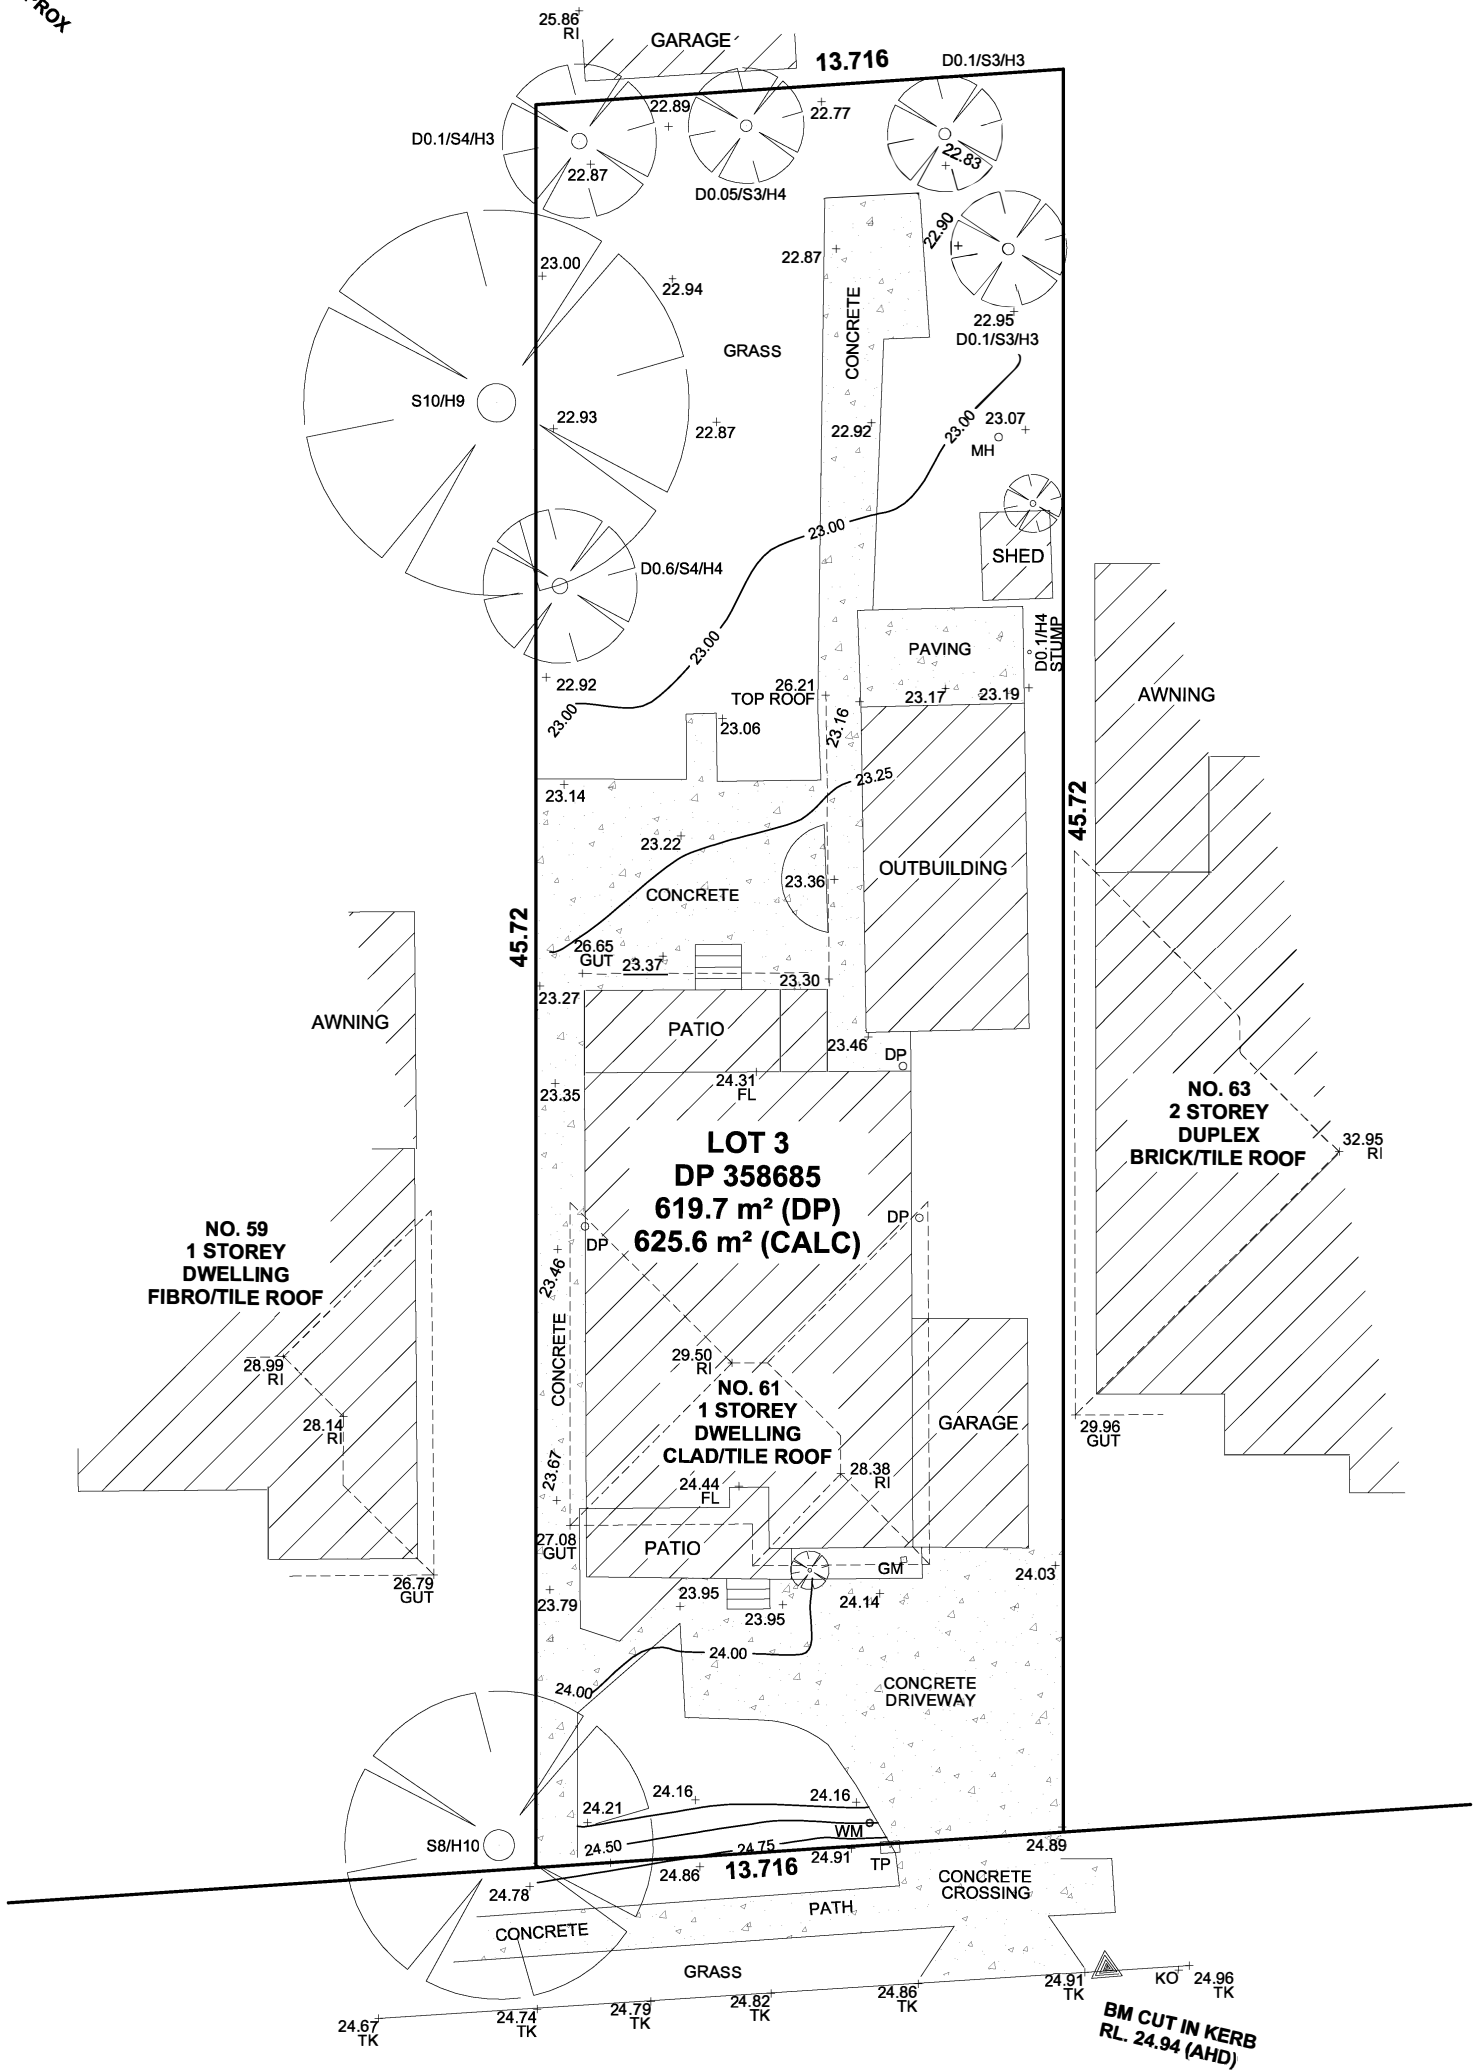 25.86
RI
GARAGE
13.716
D0.1/S3/H3
22.89
22.77
D0.1/S4/H3
22.83
22.87
D0.05/S3/H4
22.90
22.87
23.00
22.94
CONCRETE
22.95
D0.1/S3/H3
GRASS
S10/H9
22.93
22.87
22.92
23.00
23.07
MH
23.00
SHED
D0.6/S4/H4
D0.1/H4
STUMP
23.00
PAVING
22.92
26.21
TOP ROOF
23.17
23.19
AWNING
23.00
23.06
23.16
23.25
23.14
45.72
23.22
OUTBUILDING
23.36
CONCRETE
45.72
26.65
GUT
23.37
23.30
23.27
AWNING
PATIO
23.46
DP
24.31
FL
23.35
NO. 63
2 STOREY
DUPLEX
BRICK/TILE ROOF
32.95
RI
LOT 3
DP 358685
619.7 m² (DP)
625.6 m² (CALC)
DP
DP
NO. 59
1 STOREY
DWELLING
FIBRO/TILE ROOF
23.46
CONCRETE
28.99
RI
29.50
RI
NO. 61
1 STOREY
DWELLING
CLAD/TILE ROOF
28.14
RI
GARAGE
29.96
GUT
23.67
24.44
FL
28.38
RI
27.08
GUT
PATIO
GM
24.03
26.79
GUT
23.79
23.95
23.95
24.14
24.00
24.00
CONCRETE
DRIVEWAY
24.16
24.16
24.21
WM
24.50
24.75
24.91
24.89
TP
24.86
13.716
CONCRETE
CROSSING
24.78
PATH
CONCRETE
GRASS
24.91
TK
KO
24.96
TK
24.86
TK
24.82
TK
24.79
TK
24.74
TK
24.67
TK
BM CUT IN KERB
RL. 24.94 (AHD)